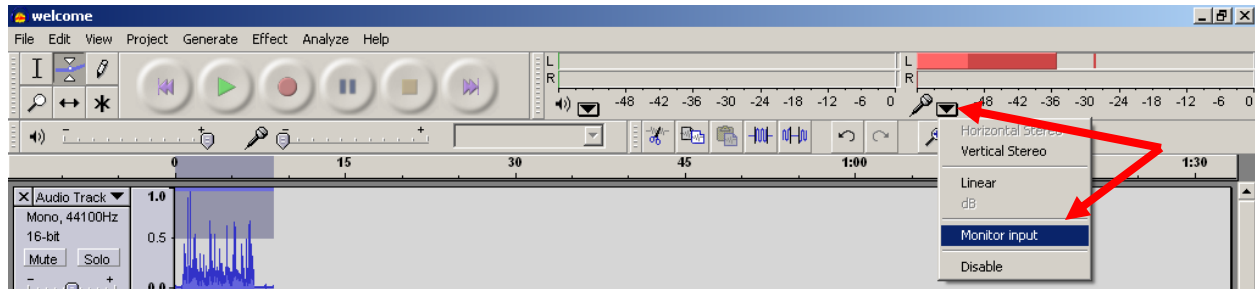 welcome
File Edit View Project Generate Effect Analyze Help
L
R
-48 -42 -36 -30 -24 -18 -12 -6 0
L
R
-48 -42 -36 -30 -24 -18 -12 -6 0
- +
- +
0 15 30 45 1:00 1:30
Horizontal Stereo
Vertical Stereo
Linear
dB
Monitor input
Disable
X Audio Track
Mono, 44100Hz
16-bit
Mute Solo
- +
1.0
0.5
0.0